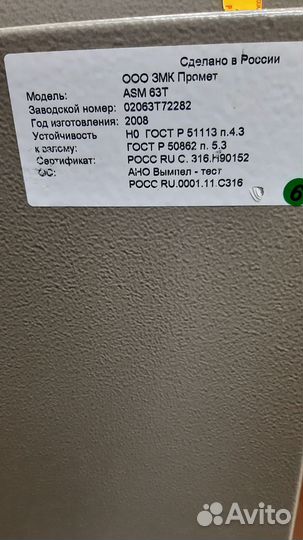 Сделано в России
ООО ЗМК Промет
Модель: ASM 63T
Заводской номер: 02063Т72282
Год изготовления: 2008
Устойчивость Н0 ГОСТ Р 51113 п.4.3
к взлому: ГОСТ Р 50862 п. 5.3
Сертификат: РОСС RU С. 316.Н90152
ОС: АНО Вымпел - тест
РОСС RU.0001.11.С316
6
Avito